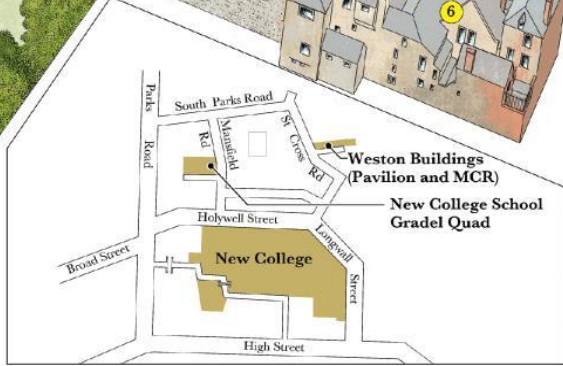 6
South Parks Road
Parks
Road
Mansfield
Rd
St Cross
Rd
Weston Buildings
(Pavilion and MCR)
New College School
Gradel Quad
Holywell Street
Longwall
Street
Broad Street
New College
High Street